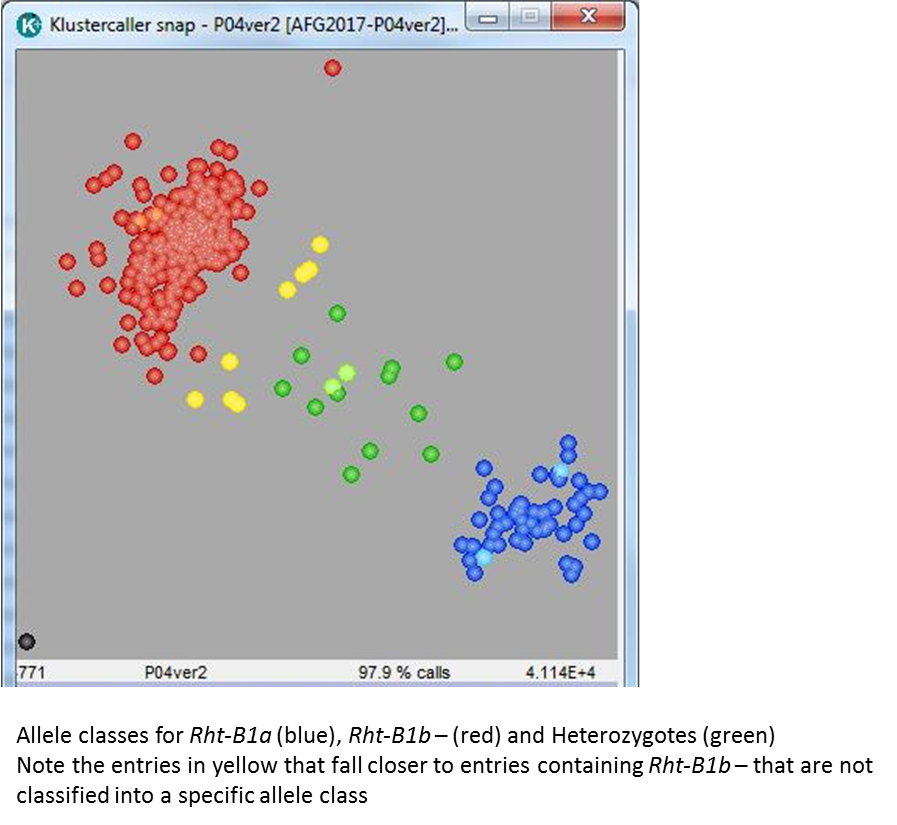 K Klustercaller snap - P04ver2 [AFG2017-P04ver2]...
771 P04ver2 97.9 % calls 4.114E+4
Allele classes for Rht-B1a (blue), Rht-B1b – (red) and Heterozygotes (green)
Note the entries in yellow that fall closer to entries containing Rht-B1b – that are not
classified into a specific allele class